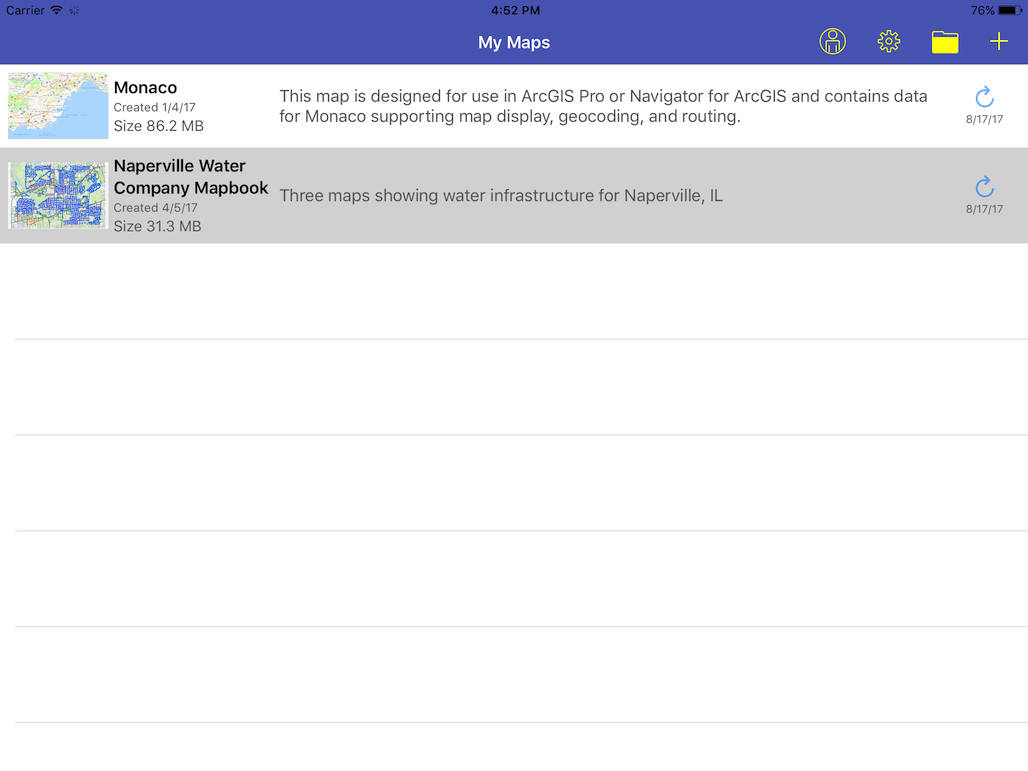 Carrier
4:52 PM
76%
My Maps
Monaco
Created 1/4/17
Size 86.2 MB
This map is designed for use in ArcGIS Pro or Navigator for ArcGIS and contains data
for Monaco supporting map display, geocoding, and routing.
8/17/17
Naperville Water
Company Mapbook
Created 4/5/17
Size 31.3 MB
Three maps showing water infrastructure for Naperville, IL
8/17/17